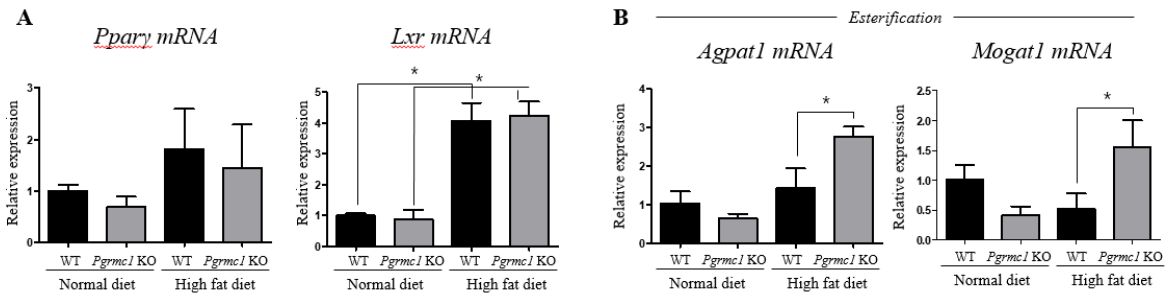 A
Pparγ mRNA
Relative expression
3
2
1
0
WT Pgrmc1 KO WT Pgrmc1 KO
Normal diet High fat diet
Lxr mRNA
Relative expression
5
4
3
2
1
0
* *
WT Pgrmc1 KO WT Pgrmc1 KO
Normal diet High fat diet
B
Esterification
Agpat1 mRNA
Relative expression
4
3
2
1
0
*
WT Pgrmc1 KO WT Pgrmc1 KO
Normal diet High fat diet
Mogat1 mRNA
Relative expression
2.5
2.0
1.5
1.0
0.5
0.0
*
WT Pgrmc1 KO WT Pgrmc1 KO
Normal diet High fat diet